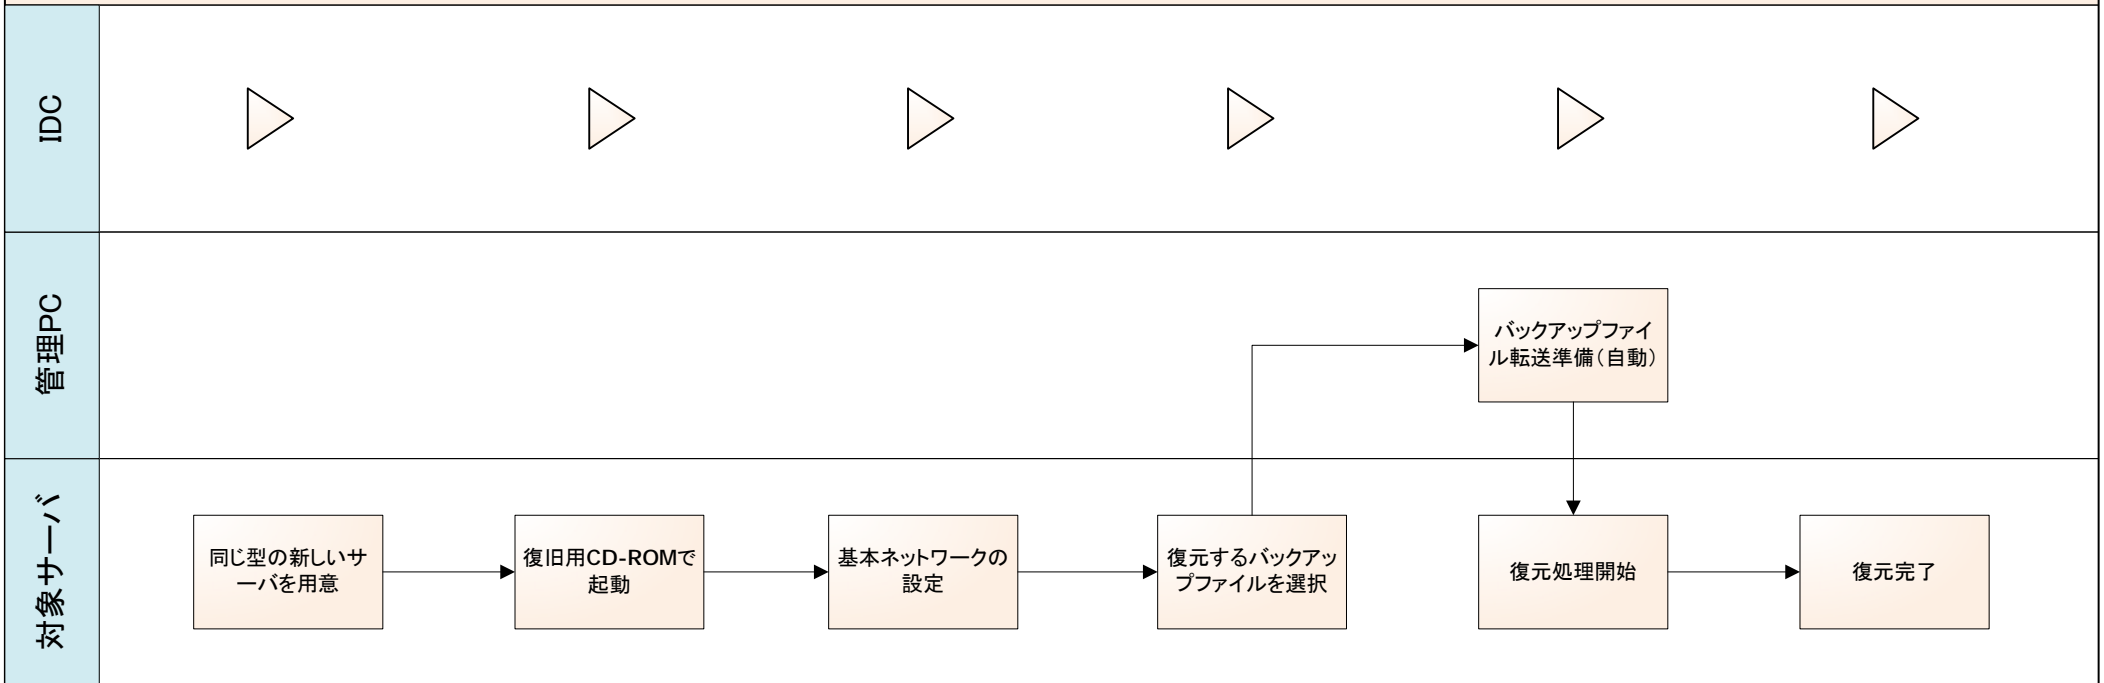 IDC
管理PC
バックアップファイ
ル転送準備（自動）
対象サーバ
同じ型の新しいサ
ーバを用意
復旧用CD-ROMで
起動
基本ネットワークの
設定
復元するバックアッ
プファイルを選択
復元処理開始
復元完了